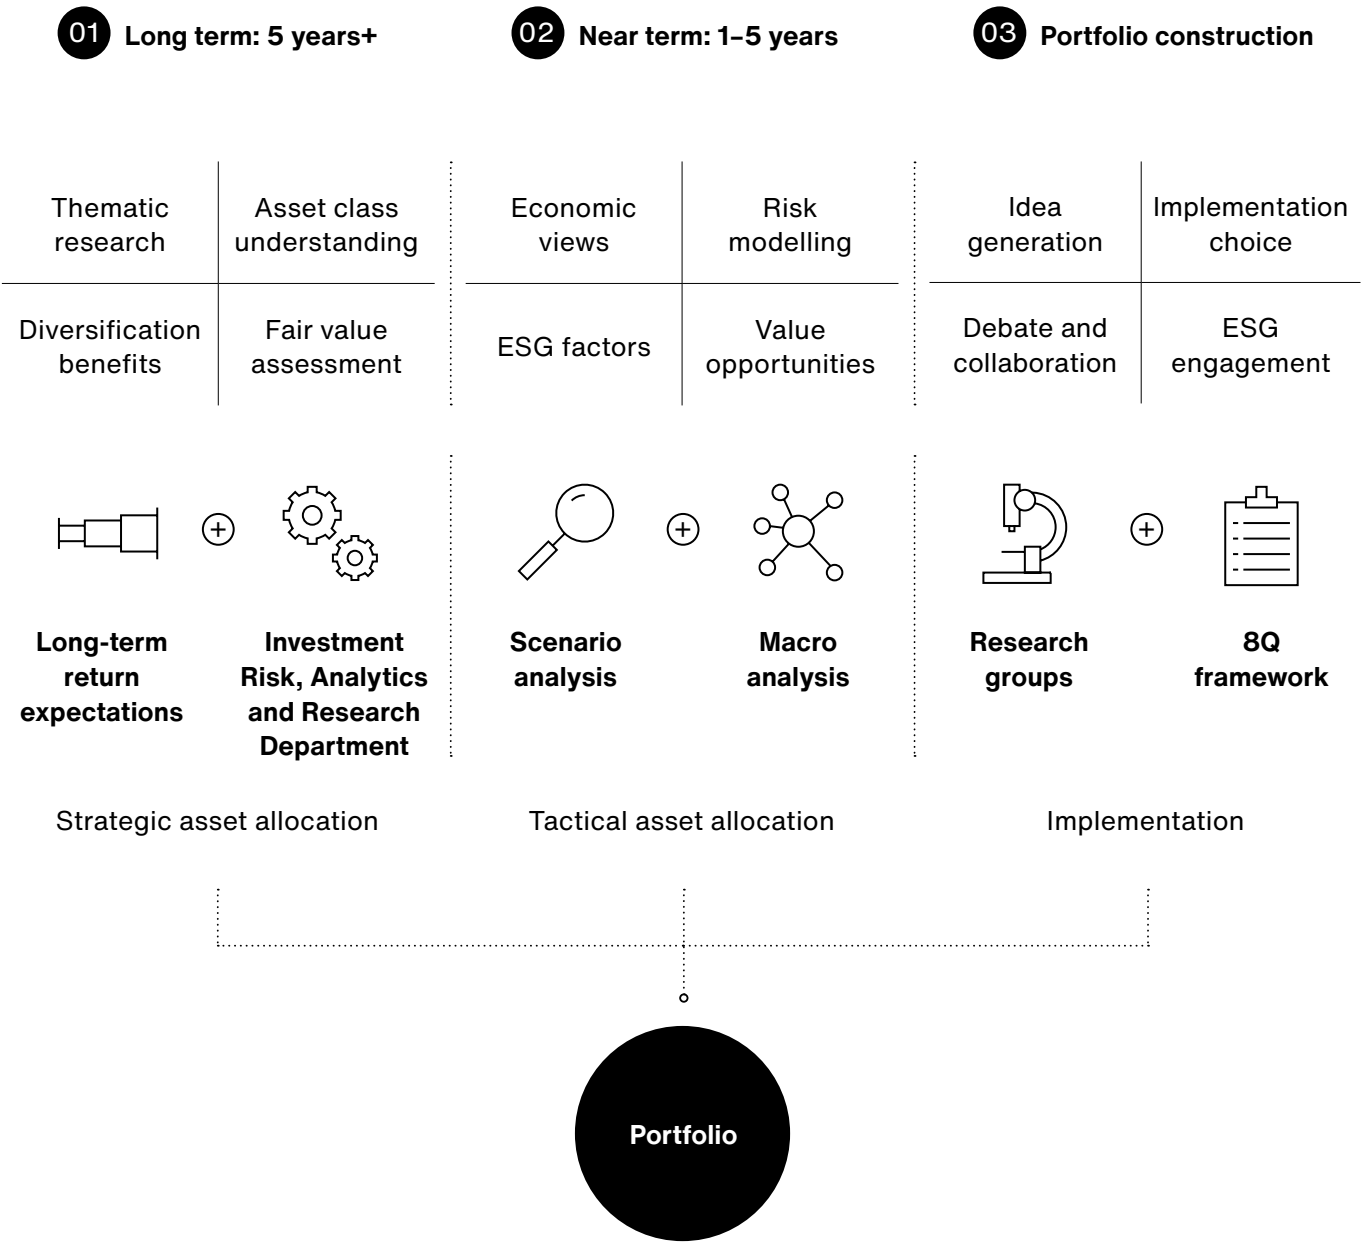 01 Long term: 5 years+
02 Near term: 1–5 years
03 Portfolio construction
Thematic
research
Asset class
understanding
Diversification
benefits
Fair value
assessment
Economic
views
Risk
modelling
ESG factors
Value
opportunities
Idea
generation
Implementation
choice
Debate and
collaboration
ESG
engagement
Long-term
return
expectations
Investment
Risk, Analytics
and Research
Department
Scenario
analysis
Macro
analysis
Research
groups
8Q
framework
Strategic asset allocation
Tactical asset allocation
Implementation
Portfolio